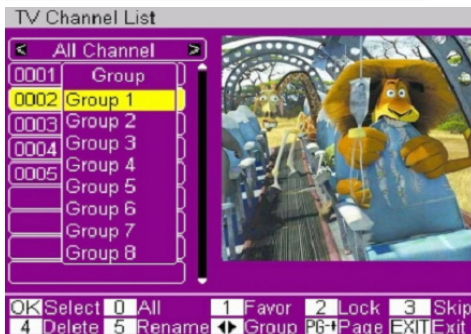 TV Channel List
< All Channel >
0001
Group
0002 Group 1
0003 Group 2
0004 Group 3
0005 Group 4
Group 5
Group 6
Group 7
Group 8
OK Select 0 All 1 Favor 2 Lock 3 Skip
4 Delete 5 Rename ◀▶ Group PG-+ Page EXIT Exit